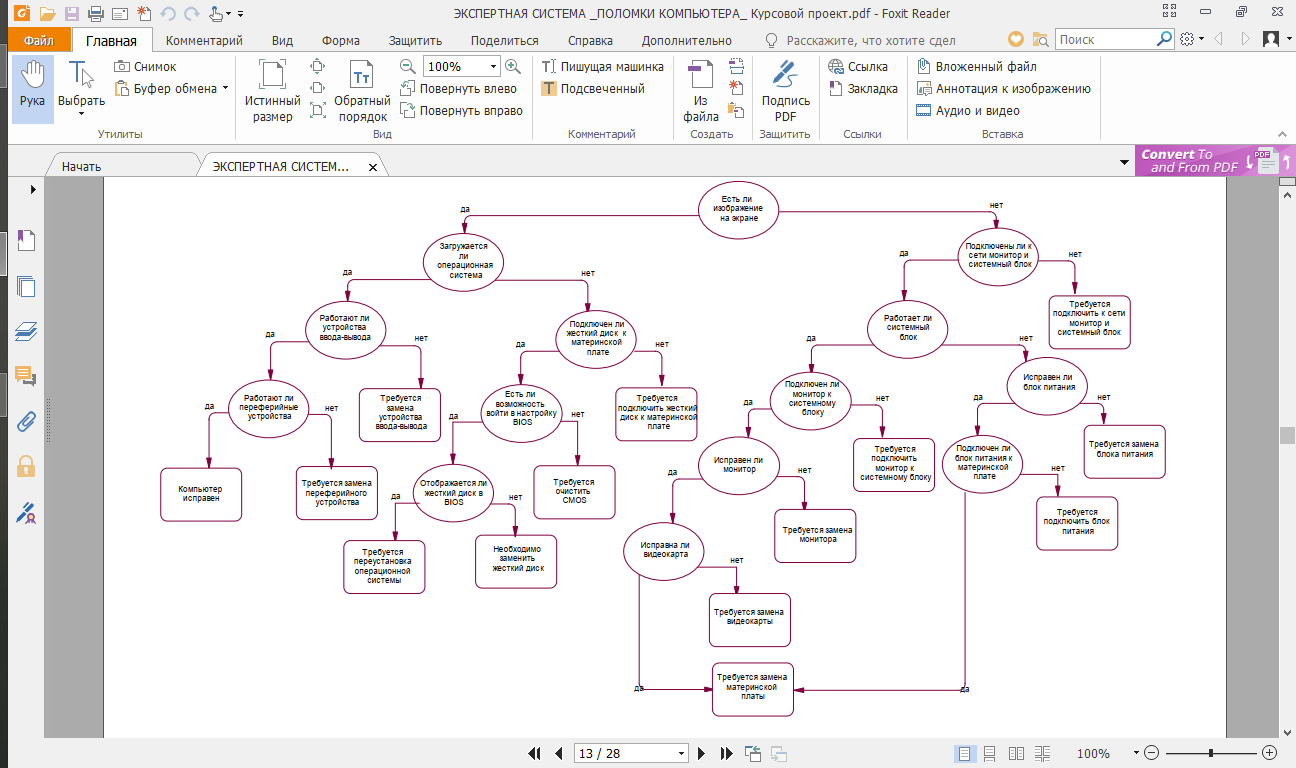 ЭКСПЕРТНАЯ СИСТЕМА _ПОЛОМКИ КОМПЬЮТЕРА_ Курсовой проект.pdf - Foxit Reader
Файл
Главная
Комментарий
Вид
Форма
Защитить
Поделиться
Справка
Дополнительно
Расскажите, что хотите сдел
Поиск
Рука
Выбрать
Снимок
Буфер обмена
Утилиты
Истинный
размер
Обратный
порядок
100%
Повернуть влево
Повернуть вправо
Вид
Пишущая машинка
Подсвеченный
Комментарий
Из
файла
Создать
Подпись
PDF
Защитить
Ссылка
Закладка
Ссылки
Вложенный файл
Аннотация к изображению
Аудио и видео
Вставка
Начать
ЭКСПЕРТНАЯ СИСТЕМ...
Convert To
and From PDF
PDF
Есть ли
изображение
на экране
да
нет
Загружается
ли
операционная
система
да
нет
Подключены ли к
сети монитор и
системный блок
да
нет
Работают ли
устройства
ввода-вывода
да
нет
Подключен ли
жесткий диск к
материнской
плате
да
нет
Работает ли
системный
блок
да
нет
Требуется
подключить к сети
монитор и
системный блок
Работают ли
переферийные
устройства
да
нет
Требуется
замена
устройства
ввода-вывода
Есть ли
возможность
войти в настройку
BIOS
да
нет
Требуется
подключить жесткий
диск к материнской
плате
Подключен ли
монитор к
системному
блоку
да
нет
Исправен ли
блок питания
да
нет
Компьютер
исправен
Требуется замена
переферийного
устройства
Отображается ли
жесткий диск в
BIOS
да
нет
Требуется
очистить
CMOS
Исправен ли
монитор
да
нет
Требуется
подключить
монитор к
системному блоку
Подключен ли
блок питания к
материнской
плате
нет
Требуется замена
блока питания
Требуется
переустановка
операционной
системы
Необходимо
заменить
жесткий диск
Исправна ли
видеокарта
нет
Требуется замена
монитора
Требуется
подключить блок
питания
Требуется замена
видеокарты
да
Требуется замена
материнской
платы
да
13 / 28
100%